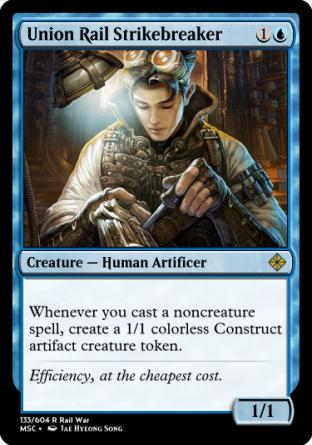 Union Rail Strikebreaker 1
Creature — Human Artificer
Whenever you cast a noncreature
spell, create a 1/1 colorless Construct
artifact creature token.
Efficiency, at the cheapest cost.
1/1
133/604 R Rail War
MSC • Jae Hyeong Song